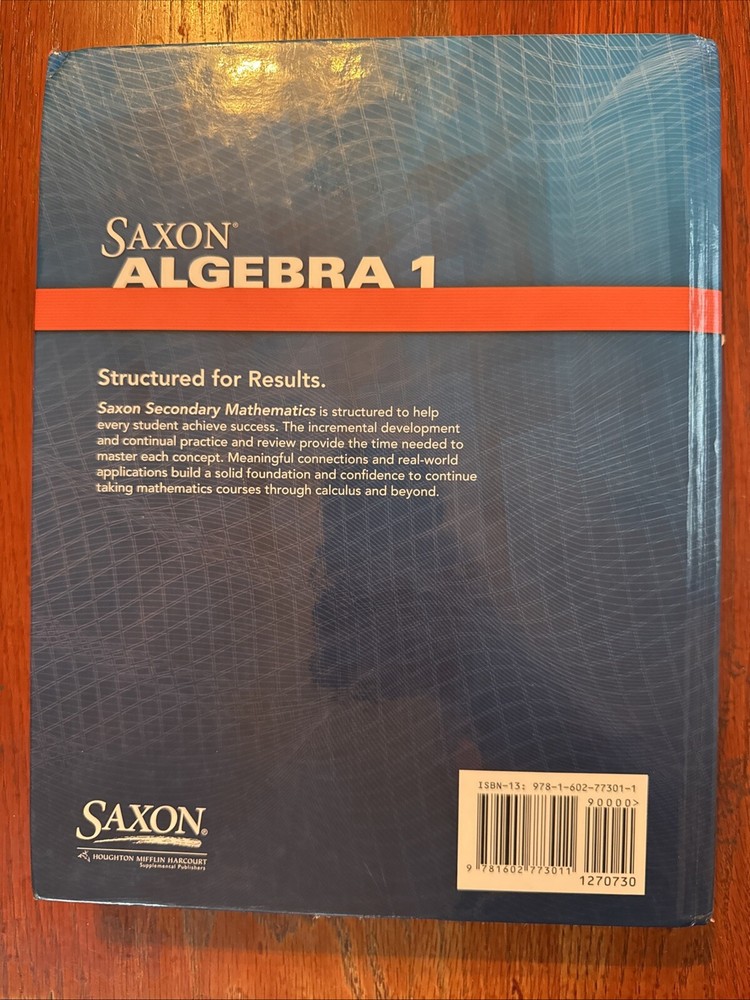 SAXON®
ALGEBRA 1
Structured for Results.
Saxon Secondary Mathematics is structured to help
every student achieve success. The incremental development
and continual practice and review provide the time needed to
master each concept. Meaningful connections and real-world
applications build a solid foundation and confidence to continue
taking mathematics courses through calculus and beyond.
SAXON®
HOUGHTON MIFFLIN HARCOURT
Supplemental Publishers
ISBN-13: 978-1-602-77301-1
90000>
9 781602 773011
1270730